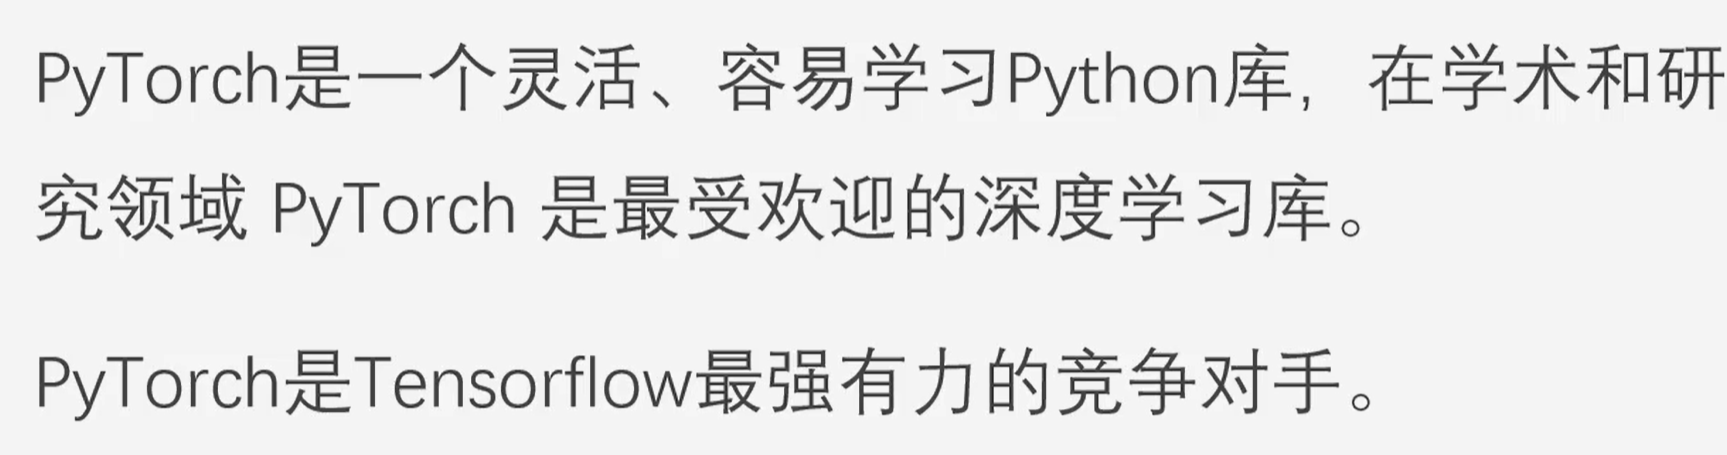 PyTorch是一个灵活、容易学习Python库，在学术和研
究领域 PyTorch 是最受欢迎的深度学习库。
PyTorch是Tensorflow最强有力的竞争对手。